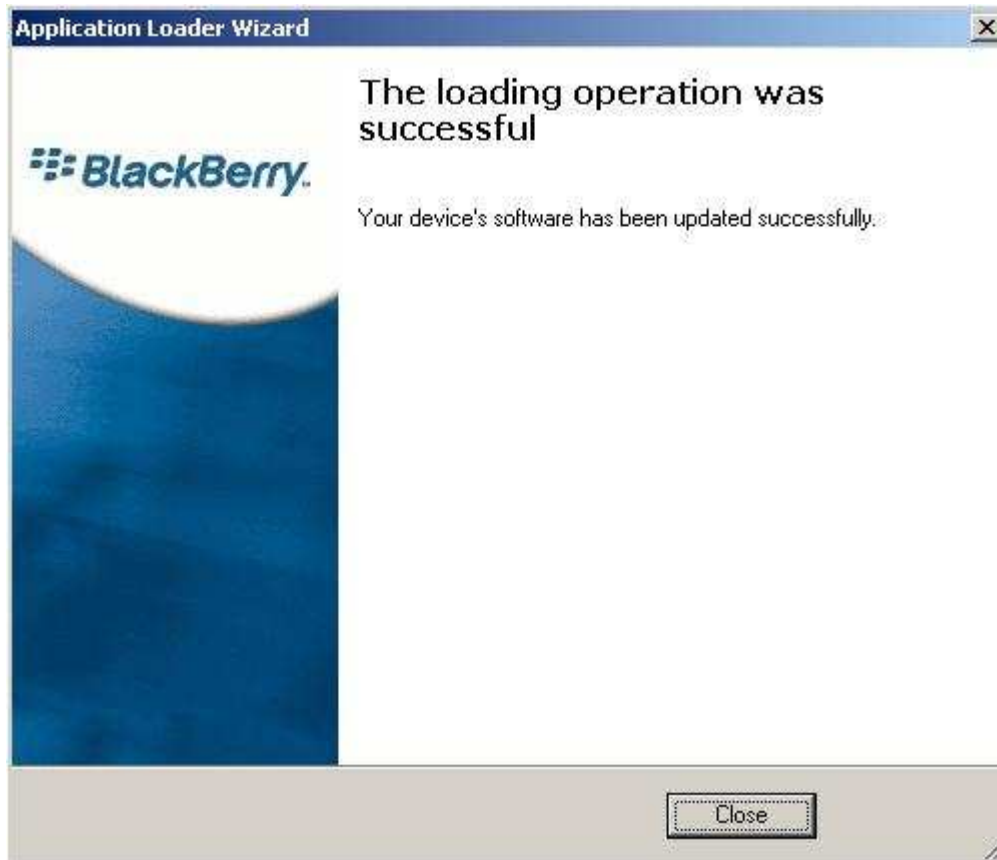 Application Loader Wizard
The loading operation was
successful
BlackBerry
Your device's software has been updated successfully.
Close